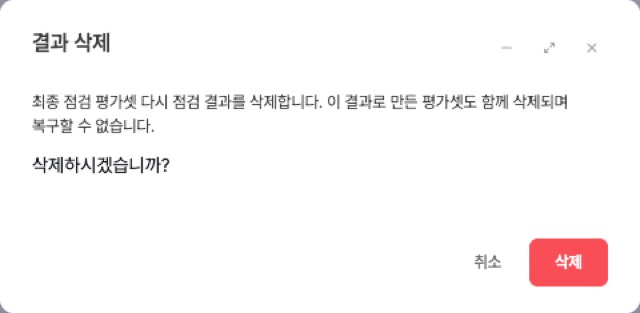 결과 삭제
최종 점검 평가셋 다시 점검 결과를 삭제합니다. 이 결과로 만든 평가셋도 함께 삭제되며
복구할 수 없습니다.
삭제하시겠습니까?
취소
삭제